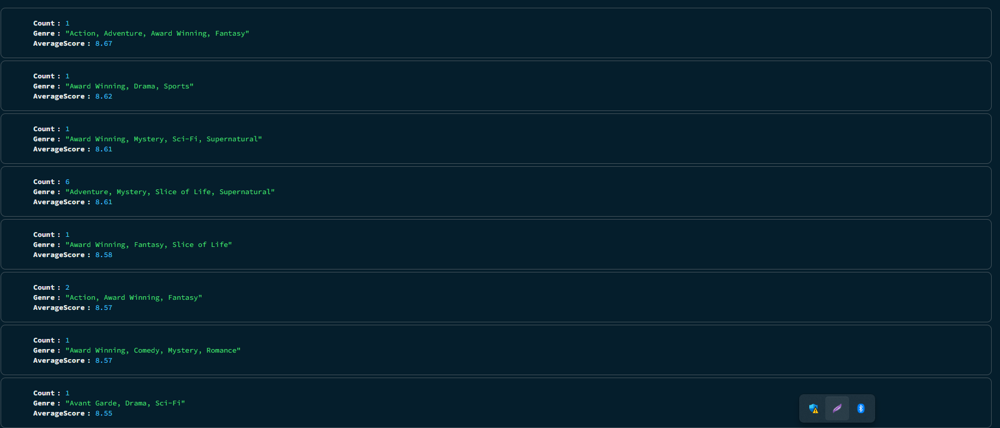 Count : 1
Genre : "Action, Adventure, Award Winning, Fantasy"
AverageScore : 8.67
Count : 1
Genre : "Award Winning, Drama, Sports"
AverageScore : 8.62
Count : 1
Genre : "Award Winning, Mystery, Sci-Fi, Supernatural"
AverageScore : 8.61
Count : 6
Genre : "Adventure, Mystery, Slice of Life, Supernatural"
AverageScore : 8.61
Count : 1
Genre : "Award Winning, Fantasy, Slice of Life"
AverageScore : 8.58
Count : 2
Genre : "Action, Award Winning, Fantasy"
AverageScore : 8.57
Count : 1
Genre : "Award Winning, Comedy, Mystery, Romance"
AverageScore : 8.57
Count : 1
Genre : "Avant Garde, Drama, Sci-Fi"
AverageScore : 8.55